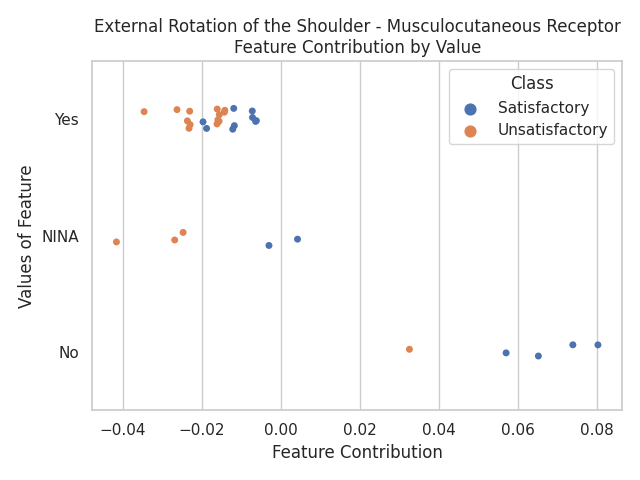 External Rotation of the Shoulder - Musculocutaneous Receptor
Feature Contribution by Value
Class
Satisfactory
Unsatisfactory
Values of Feature
Yes
NINA
No
−0.04 −0.02 0.00 0.02 0.04 0.06 0.08
Feature Contribution